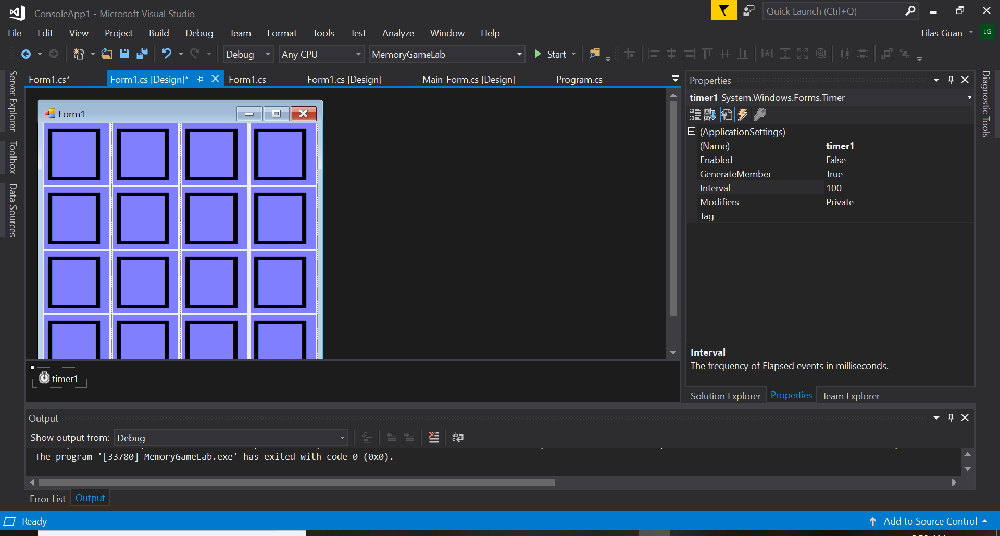 ConsoleApp1 - Microsoft Visual Studio
Quick Launch (Ctrl+Q)
File Edit View Project Build Debug Team Format Tools Test Analyze Window Help
Lilas Guan LG
Debug Any CPU MemoryGameLab Start
Server Explorer
Toolbox
Data Sources
Form1.cs* Form1.cs [Design]* Form1.cs Form1.cs [Design] Main_Form.cs [Design] Program.cs
Form1
timer1
Properties
timer1 System.Windows.Forms.Timer
(ApplicationSettings)
(Name) timer1
Enabled False
GenerateMember True
Interval 100
Modifiers Private
Tag
Interval
The frequency of Elapsed events in milliseconds.
Solution Explorer Properties Team Explorer
Diagnostic Tools
Output
Show output from: Debug
The program '[33780] MemoryGameLab.exe' has exited with code 0 (0x0).
Error List Output
Ready
Add to Source Control